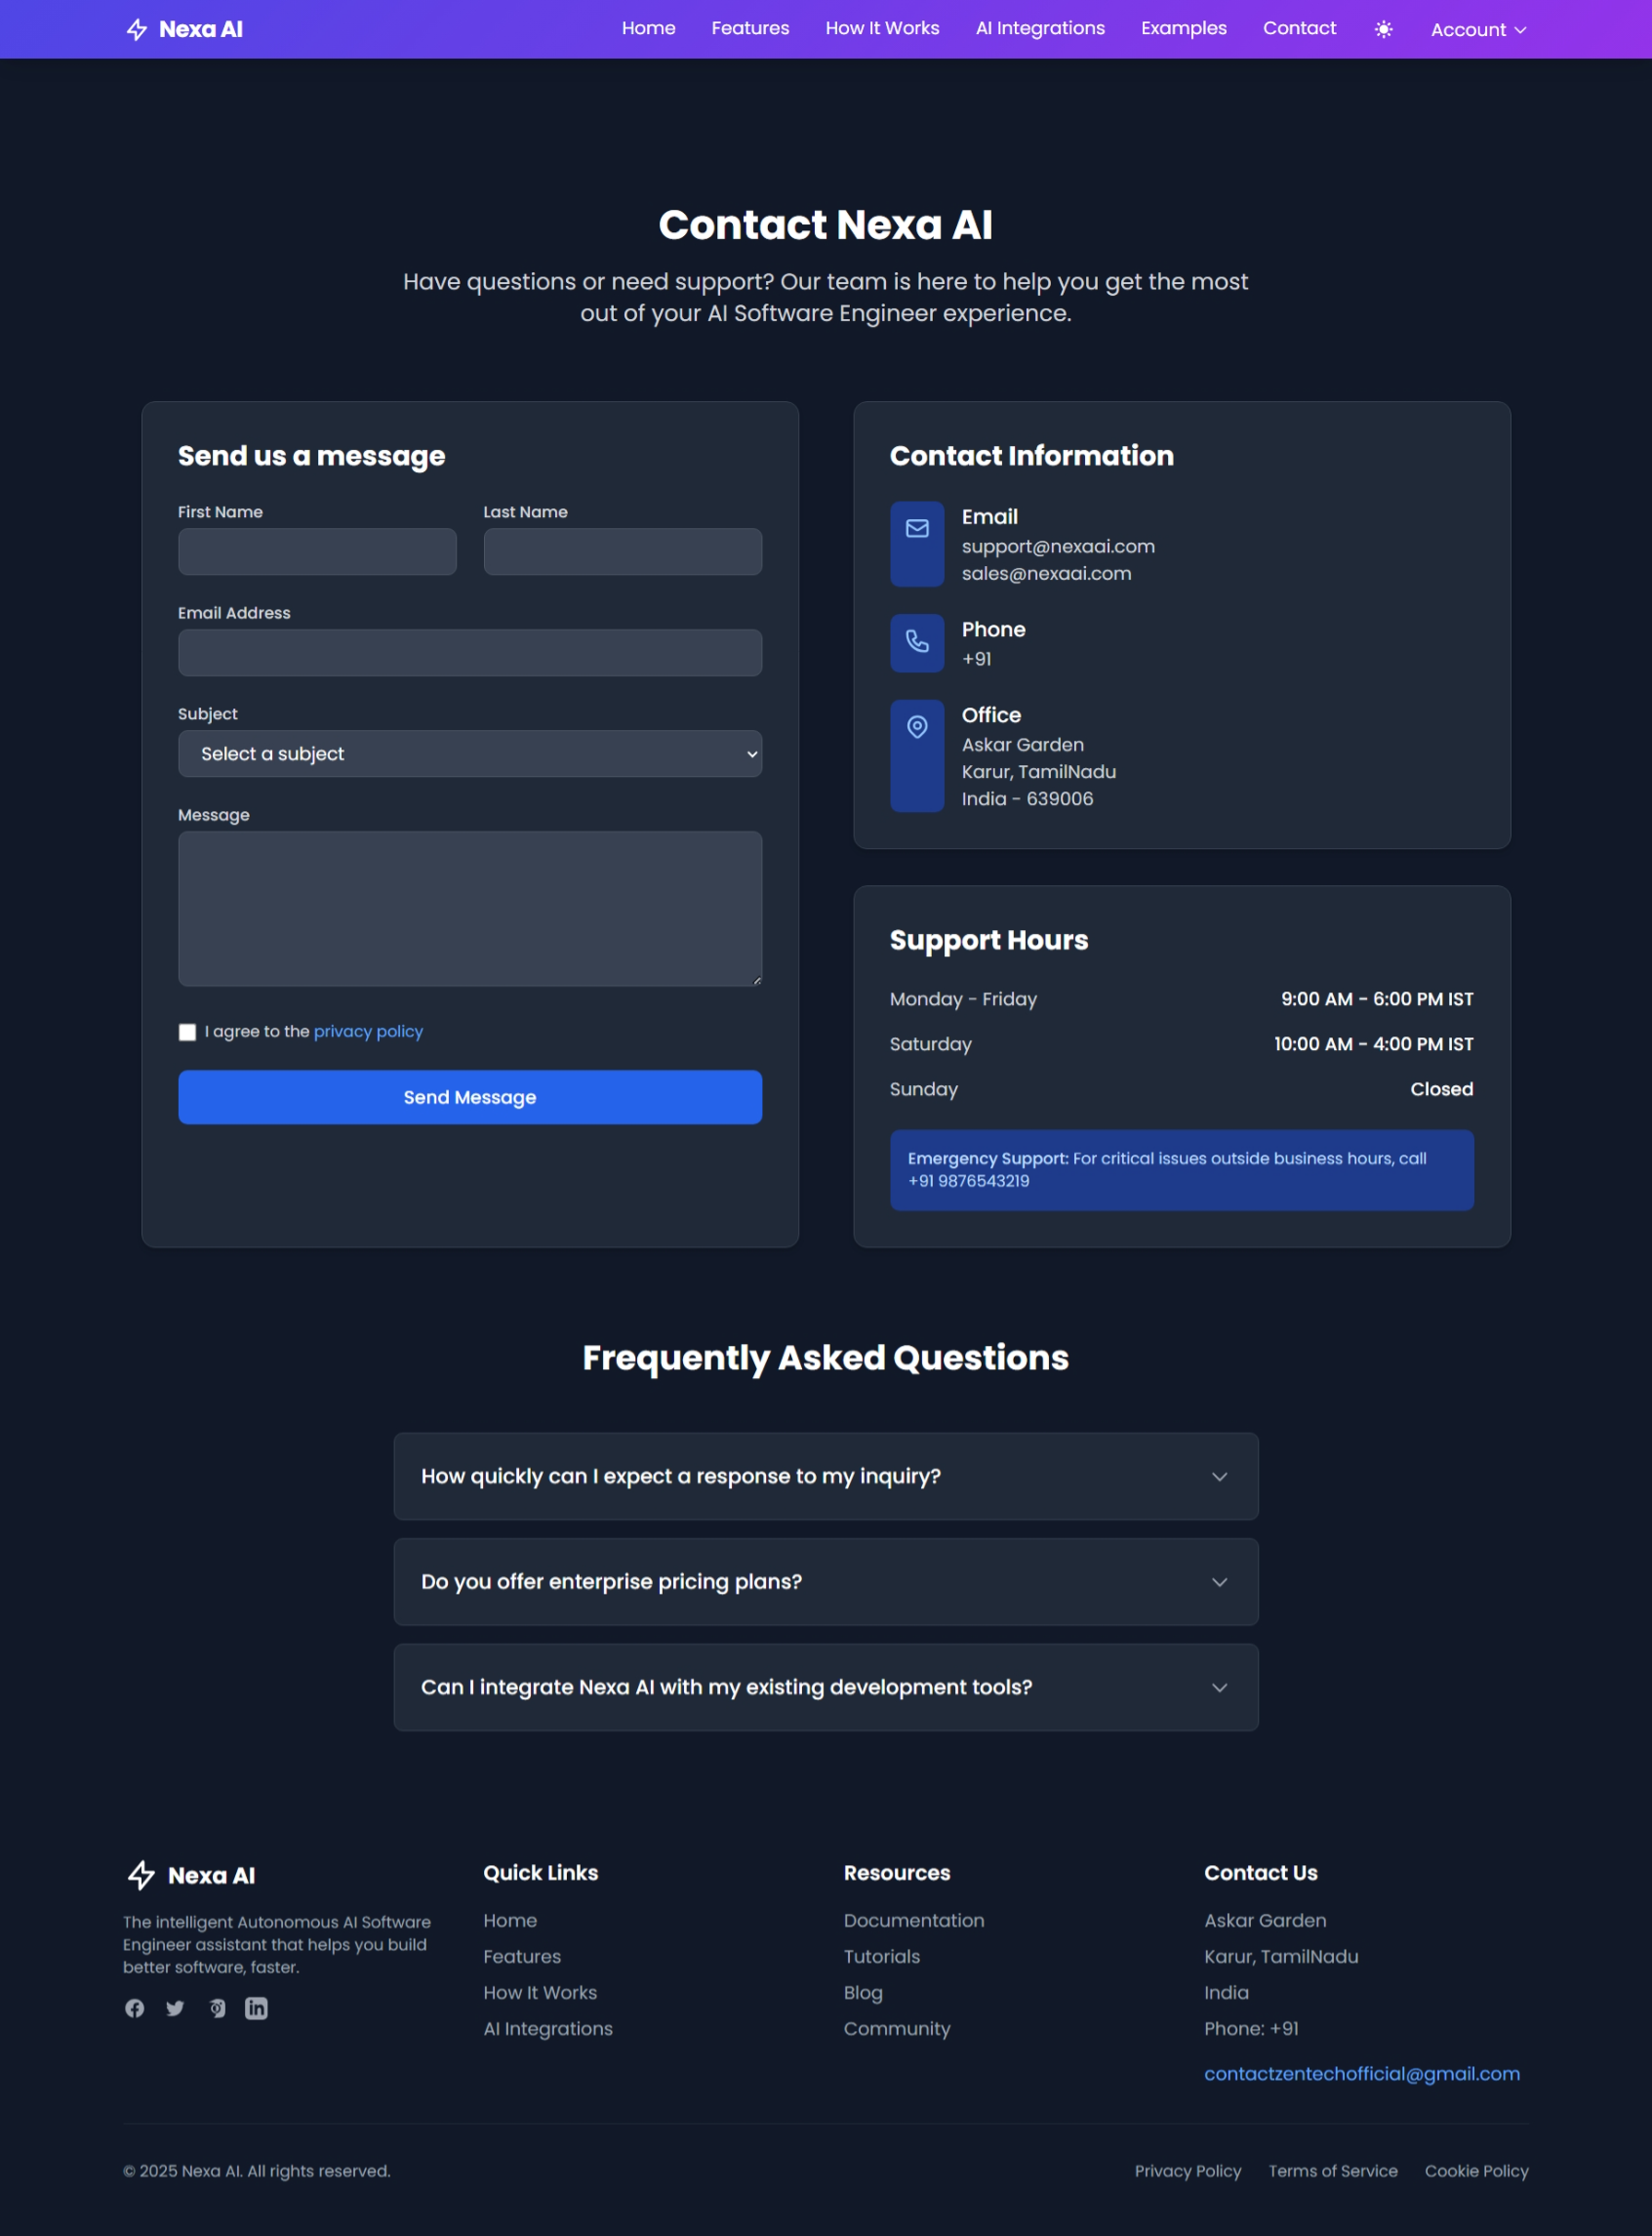 Nexa AI
Home
Features
How It Works
AI Integrations
Examples
Contact
Account
Contact Nexa AI
Have questions or need support? Our team is here to help you get the most
out of your AI Software Engineer experience.
Send us a message
First Name
Last Name
Email Address
Subject
Select a subject
Message
I agree to the privacy policy
Send Message
Contact Information
Email
support@nexaai.com
sales@nexaai.com
Phone
+91
Office
Askar Garden
Karur, TamilNadu
India - 639006
Support Hours
Monday - Friday 9:00 AM - 6:00 PM IST
Saturday 10:00 AM - 4:00 PM IST
Sunday Closed
Emergency Support: For critical issues outside business hours, call
+91 9876543219
Frequently Asked Questions
How quickly can I expect a response to my inquiry?
Do you offer enterprise pricing plans?
Can I integrate Nexa AI with my existing development tools?
Nexa AI
The intelligent Autonomous AI Software
Engineer assistant that helps you build
better software, faster.
Quick Links
Home
Features
How It Works
AI Integrations
Resources
Documentation
Tutorials
Blog
Community
Contact Us
Askar Garden
Karur, TamilNadu
India
Phone: +91
contactzentechofficial@gmail.com
© 2025 Nexa AI. All rights reserved.
Privacy Policy
Terms of Service
Cookie Policy